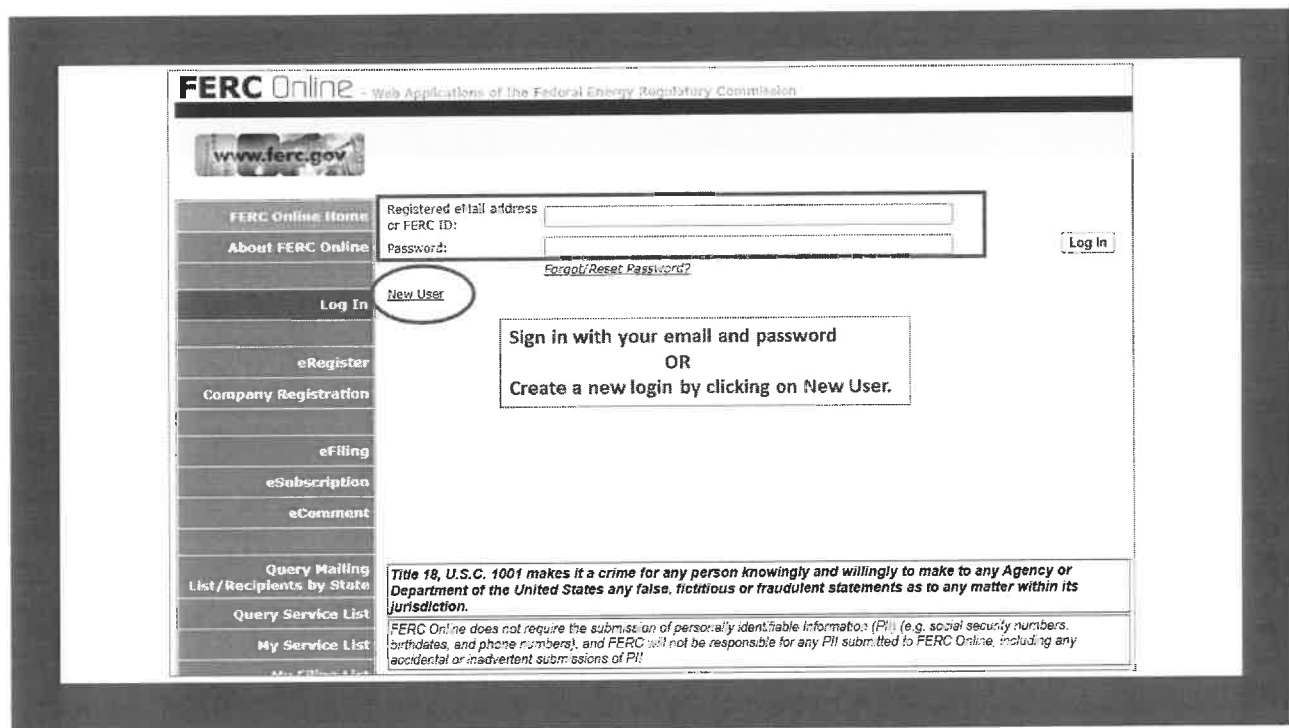 FERC Online - Web Applications of the Federal Energy Regulatory Commission
www.ferc.gov
FERC Online Home
About FERC Online
Log In
eRegister
Company Registration
eFiling
eSubscription
eComment
Query Mailing
List/Recipients by State
Query Service List
My Service List
My Filing List
Registered eMail address
or FERC ID:
Password:
Log In
Forgot/Reset Password?
New User
Sign in with your email and password
OR
Create a new login by clicking on New User.
Title 18, U.S.C. 1001 makes it a crime for any person knowingly and willingly to make to any Agency or
Department of the United States any false, fictitious or fraudulent statements as to any matter within its
jurisdiction.
FERC Online does not require the submission of personally identifiable information (PII) (e.g. social security numbers,
birthdates, and phone numbers), and FERC will not be responsible for any PII submitted to FERC Online, including any
accidental or inadvertent submissions of PII